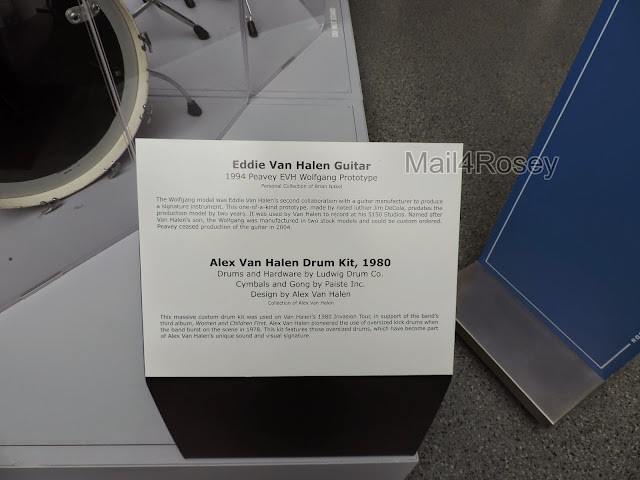 Eddie Van Halen Guitar
1994 Peavey EVH Wolfgang Prototype
Personal Collection of Brian Nakel
The Wolfgang model was Eddie Van Halen's second collaboration with a guitar manufacturer to produce
a signature instrument. This one-of-a-kind prototype, made by noted luthier Jim DeCola, predates the
production model by two years. It was used by Van Halen to record at his 5150 Studios. Named after
Van Halen's son, the Wolfgang was manufactured in two stock models and could be custom ordered.
Peavey ceased production of the guitar in 2004.
Alex Van Halen Drum Kit, 1980
Drums and Hardware by Ludwig Drum Co.
Cymbals and Gong by Paiste Inc.
Design by Alex Van Halen
Collection of Alex Van Halen
This massive custom drum kit was used on Van Halen's 1980 Invasion Tour, in support of the band's
third album, Women and Children First. Alex Van Halen pioneered the use of oversized kick drums when
the band burst on the scene in 1978. This kit features those oversized drums, which have become part
of Alex Van Halen's unique sound and visual signature.
Mail4Rosey